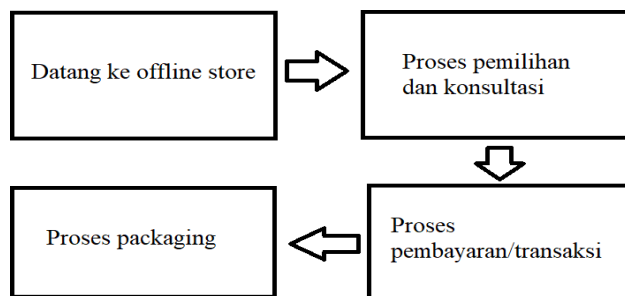 Datang ke offline store
Proses pemilihan
dan konsultasi
Proses
pembayaran/transaksi
Proses packaging